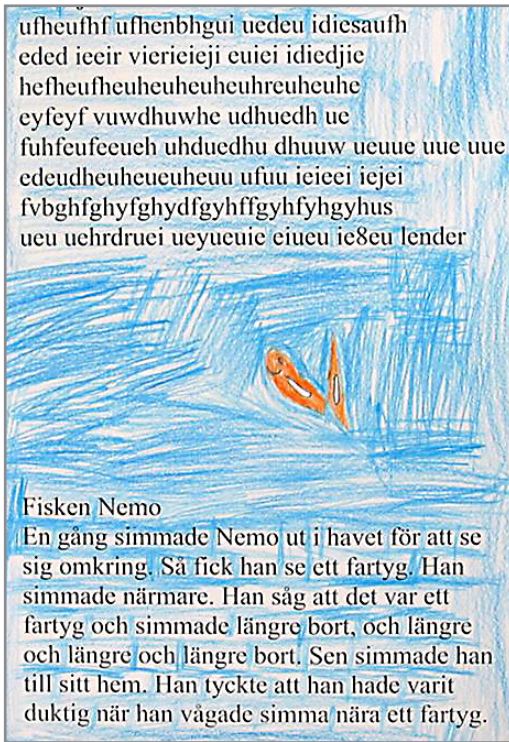 ufheufhf ufhenbhgui uedeu idiesaufh
eded ieeir vierieieji euiei idiedjie
hefheufheuheuheuheuhreuheuhe
eyfeyf vuwdhuwhe udhuedh ue
fuhfeufeeueh uhduedhu dhuuw ueuue uue uue
edeudheuheueuheuu ufuu ieieei iejei
fvbghfghyfghydfgyhffgyhfyhgyhus
ueu uehrdruei ueyueuie eiueu ie8eu lender
Fisken Nemo
En gång simmade Nemo ut i havet för att se
sig omkring. Så fick han se ett fartyg. Han
simmade närmare. Han såg att det var ett
fartyg och simmade längre bort, och längre
och längre och längre bort. Sen simmade han
till sitt hem. Han tyckte att han hade varit
duktig när han vågade simma nära ett fartyg.